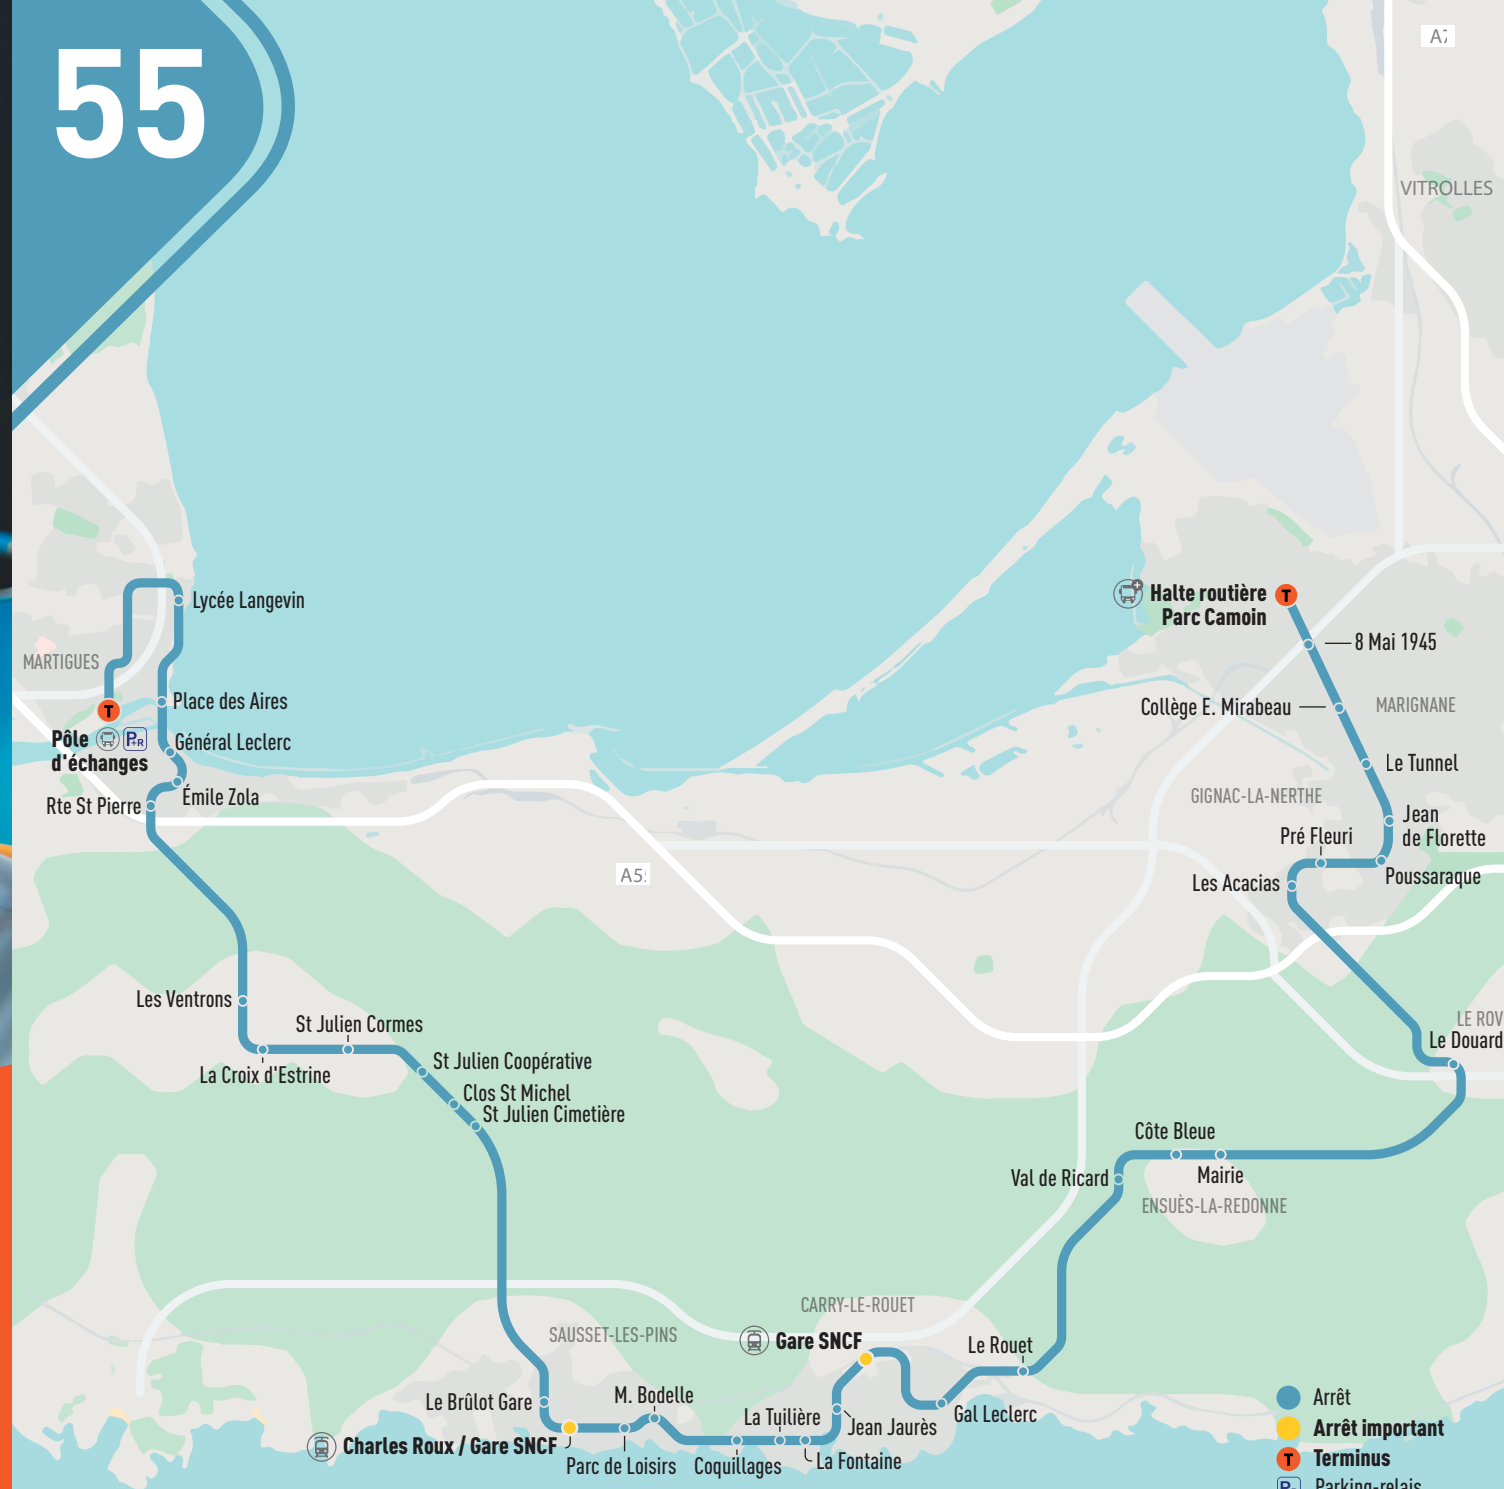 55
A7
VITROLLES
Lycée Langevin
MARTIGUES
Place des Aires
Pôle
d'échanges
P+R
Général Leclerc
Émile Zola
Rte St Pierre
Halte routière
Parc Camoin
T
8 Mai 1945
Collège E. Mirabeau
MARIGNANE
Le Tunnel
GIGNAC-LA-NERTHE
Jean
de Florette
Pré Fleuri
Poussaraque
Les Acacias
A5
Les Ventrons
St Julien Cormes
La Croix d'Estrine
St Julien Coopérative
Clos St Michel
St Julien Cimetière
LE ROV
Le Douard
Côte Bleue
Mairie
Val de Ricard
ENSUÈS-LA-REDONNE
CARRY-LE-ROUET
SAUSSET-LES-PINS
Gare SNCF
Le Rouet
Le Brûlot Gare
M. Bodelle
La Tuilière
Jean Jaurès
Gal Leclerc
Charles Roux / Gare SNCF
Parc de Loisirs
Coquillages
La Fontaine
T
Arrêt
Arrêt important
T Terminus
Parking-relais